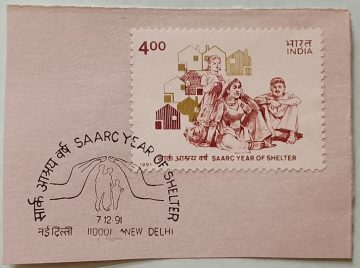 4.00 भारत
INDIA
1991 सार्क आश्रय वर्ष SAARC YEAR OF SHELTER
सार्क आश्रय वर्ष SAARC YEAR OF SHELTER
7.12.91
नई दिल्ली 110001 NEW DELHI